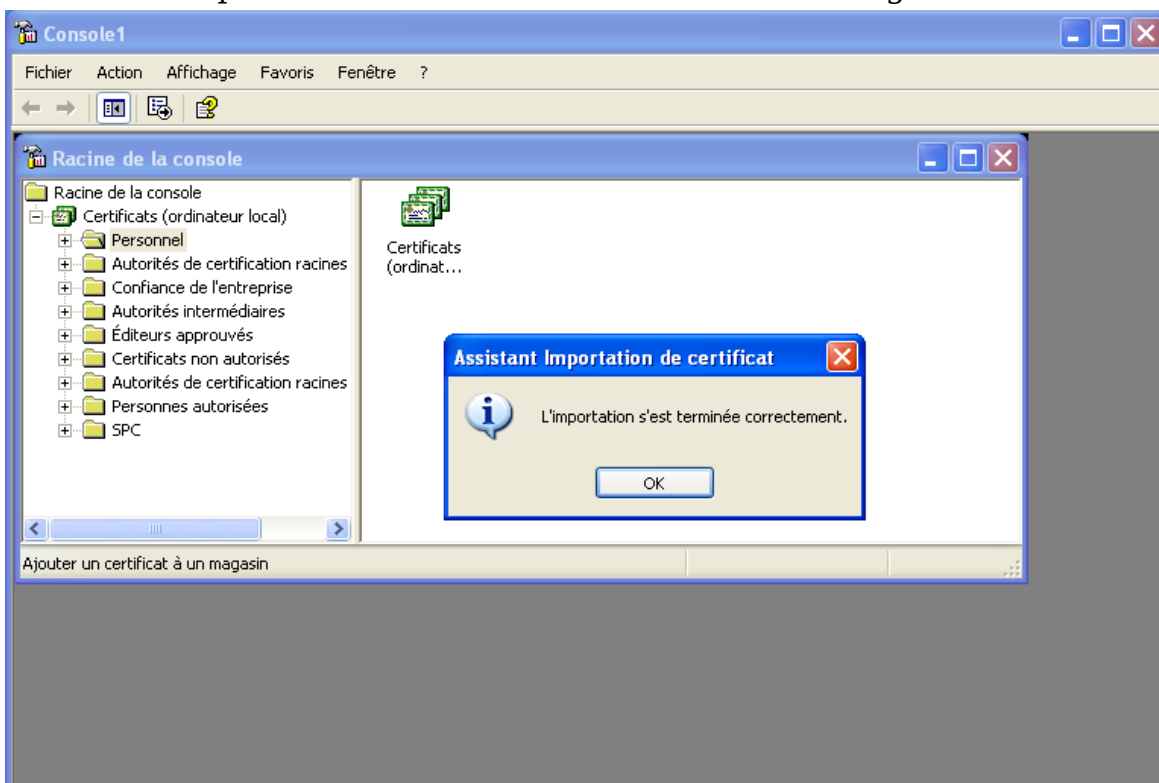 Console1
Fichier Action Affichage Favoris Fenêtre ?
Racine de la console
Racine de la console
Certificats (ordinateur local)
Personnel
Autorités de certification racines
Confiance de l'entreprise
Autorités intermédiaires
Éditeurs approuvés
Certificats non autorisés
Autorités de certification racines
Personnes autorisées
SPC
Certificats
(ordinat...
Assistant Importation de certificat
L'importation s'est terminée correctement.
OK
Ajouter un certificat à un magasin